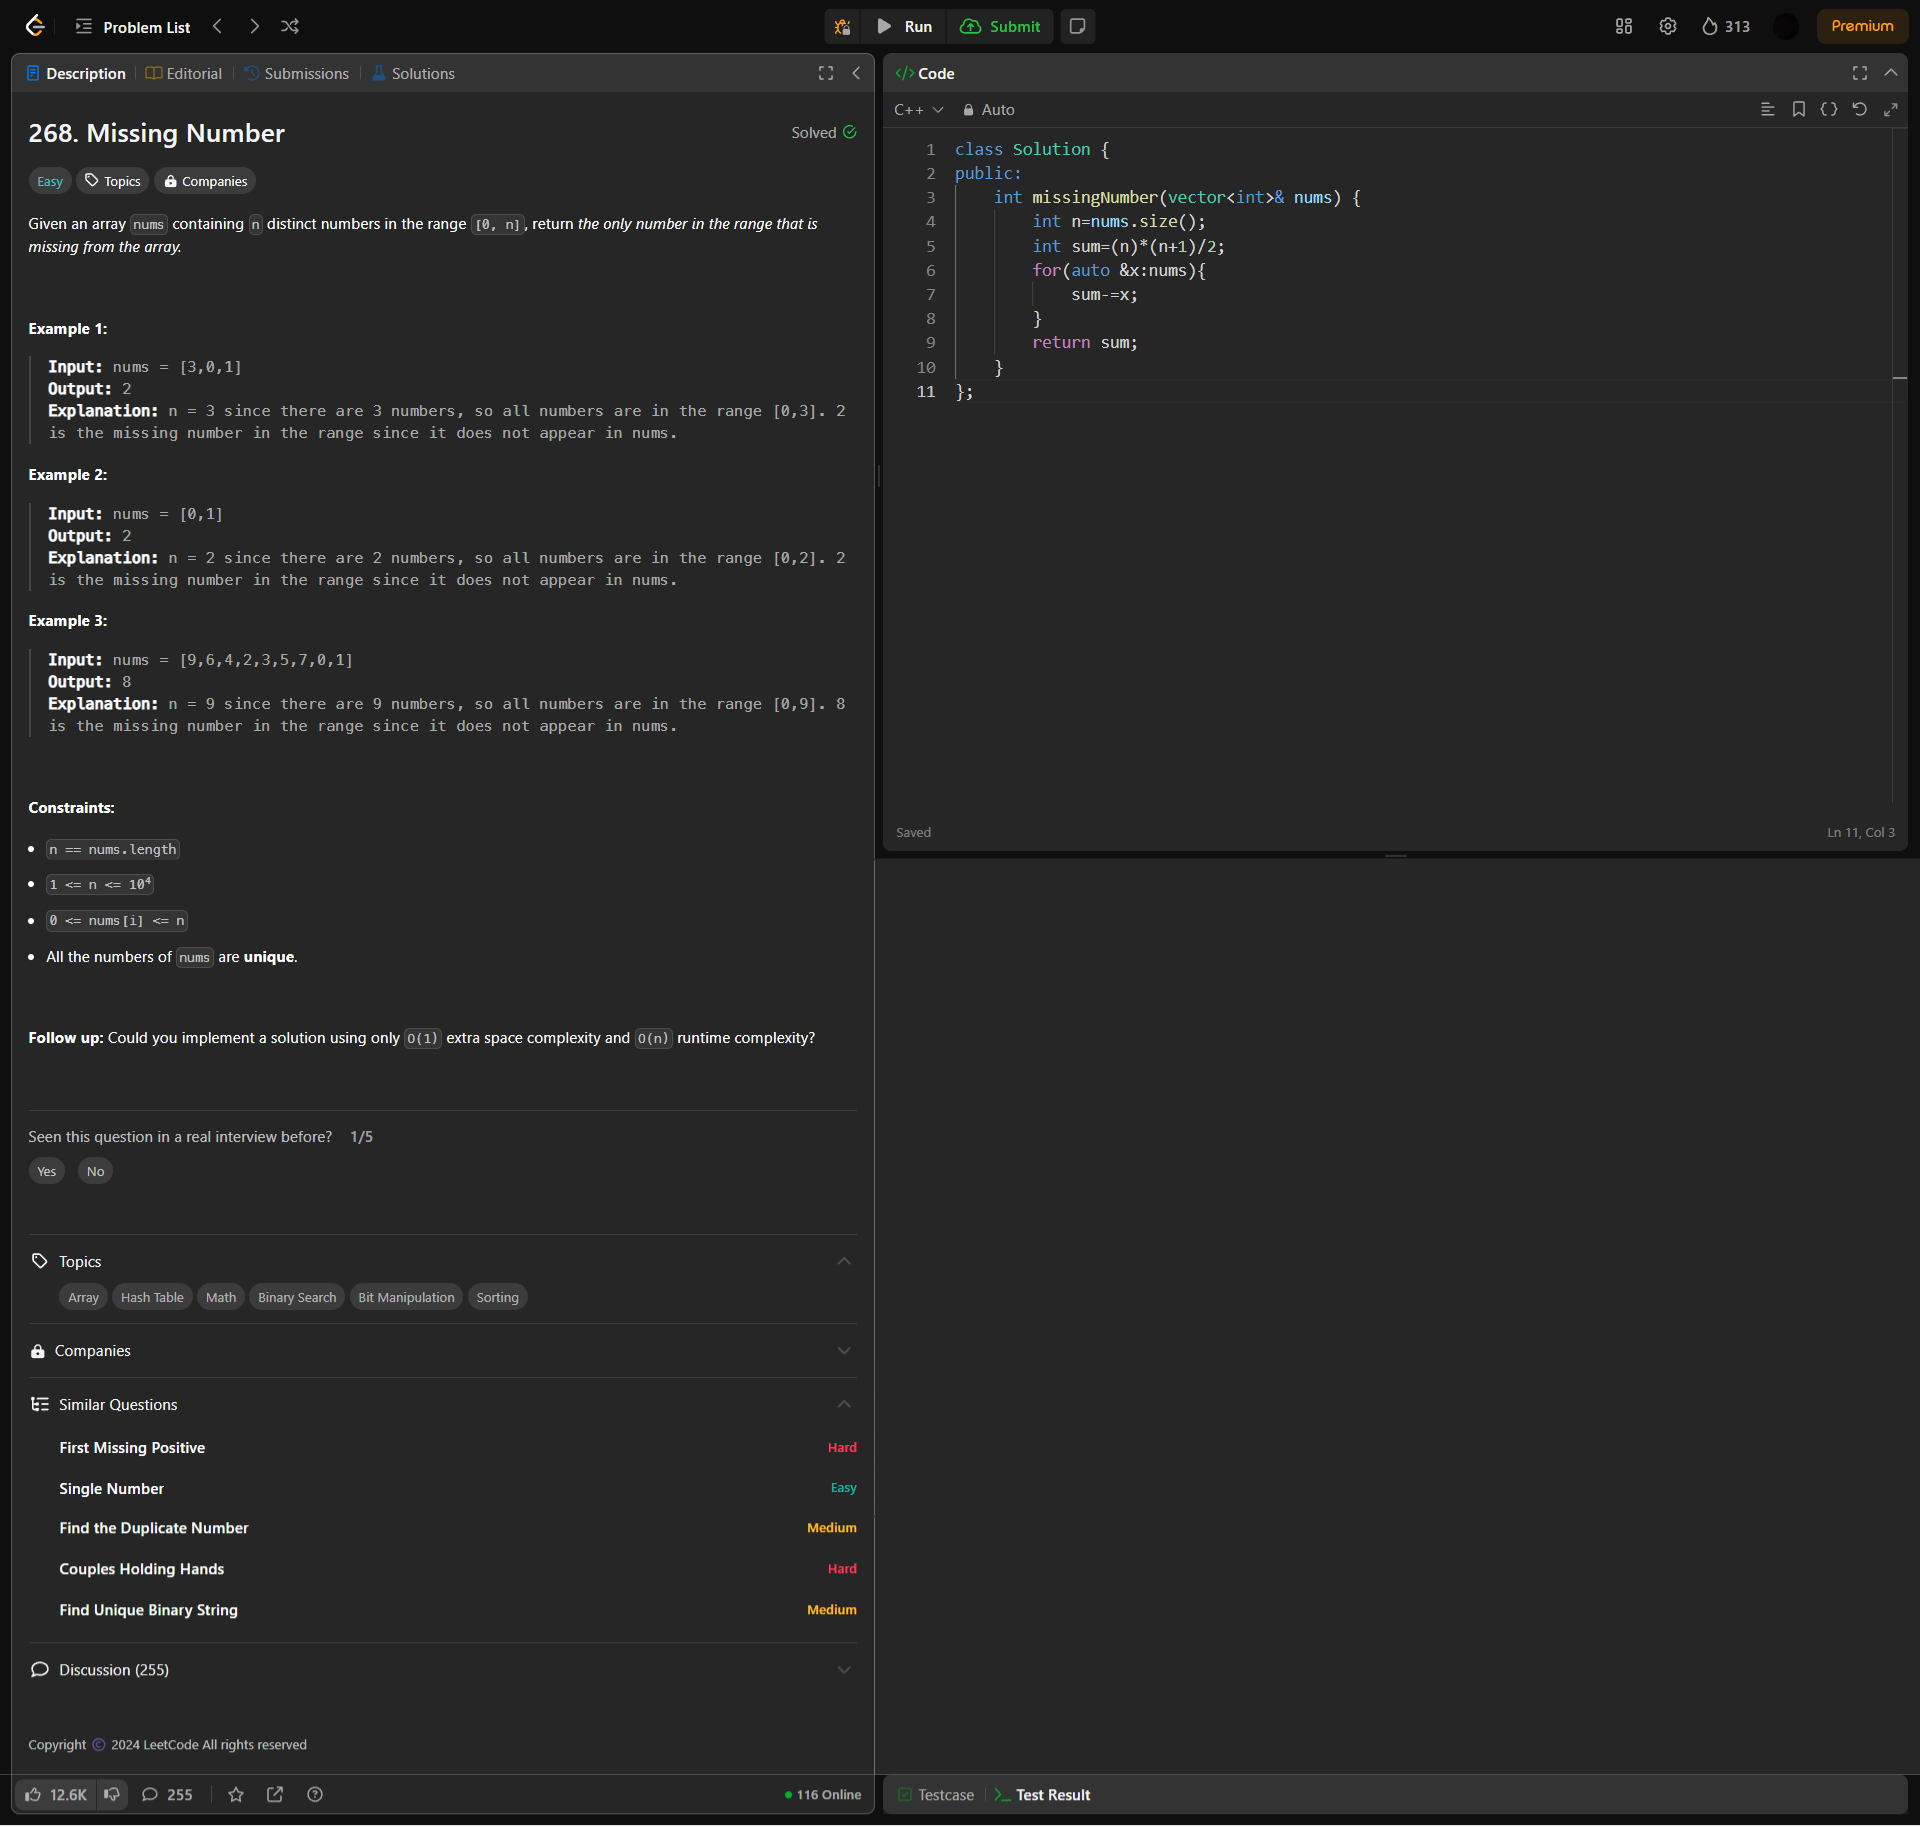 Problem List
Run
Submit
313
Premium
Description
Editorial
Submissions
Solutions
268. Missing Number
Solved
Easy
Topics
Companies
Given an array nums containing n distinct numbers in the range [0, n], return the only number in the range that is
missing from the array.
Example 1:
Input: nums = [3,0,1]
Output: 2
Explanation: n = 3 since there are 3 numbers, so all numbers are in the range [0,3]. 2
is the missing number in the range since it does not appear in nums.
Example 2:
Input: nums = [0,1]
Output: 2
Explanation: n = 2 since there are 2 numbers, so all numbers are in the range [0,2]. 2
is the missing number in the range since it does not appear in nums.
Example 3:
Input: nums = [9,6,4,2,3,5,7,0,1]
Output: 8
Explanation: n = 9 since there are 9 numbers, so all numbers are in the range [0,9]. 8
is the missing number in the range since it does not appear in nums.
Constraints:
• n == nums.length
• 1 <= n <= 10⁴
• 0 <= nums[i] <= n
• All the numbers of nums are unique.
Follow up: Could you implement a solution using only O(1) extra space complexity and O(n) runtime complexity?
Seen this question in a real interview before? 1/5
Yes
No
Topics
Array
Hash Table
Math
Binary Search
Bit Manipulation
Sorting
Companies
Similar Questions
First Missing Positive Hard
Single Number Easy
Find the Duplicate Number Medium
Couples Holding Hands Hard
Find Unique Binary String Medium
Discussion (255)
Copyright © 2024 LeetCode All rights reserved
12.6K
255
116 Online
</> Code
C++
Auto
1 class Solution {
2 public:
3     int missingNumber(vector<int>& nums) {
4         int n=nums.size();
5         int sum=(n)*(n+1)/2;
6         for(auto &x:nums){
7             sum-=x;
8         }
9         return sum;
10     }
11 };
Saved
Ln 11, Col 3
Testcase
Test Result